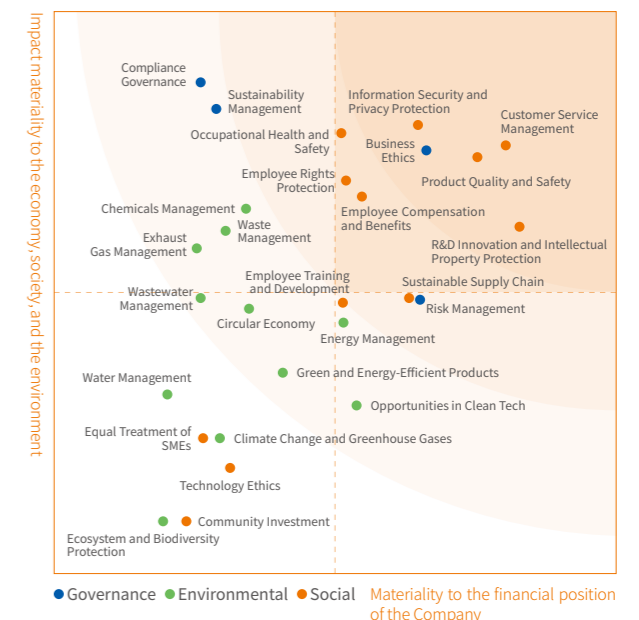 Impact materiality to the economy, society, and the environment
Compliance
Governance
Sustainability
Management
Information Security and
Privacy Protection
Customer Service
Management
Occupational Health and
Safety
Business
Ethics
Employee Rights
Protection
Product Quality and Safety
Chemicals Management
Employee Compensation
and Benefits
Waste
Management
Exhaust
Gas Management
R&D Innovation and Intellectual
Property Protection
Employee Training
and Development
Sustainable Supply Chain
Wastewater
Management
Risk Management
Circular Economy
Energy Management
Water Management
Green and Energy-Efficient Products
Opportunities in Clean Tech
Equal Treatment of
SMEs
Climate Change and Greenhouse Gases
Technology Ethics
Community Investment
Ecosystem and Biodiversity
Protection
Governance
Environmental
Social
Materiality to the financial position
of the Company